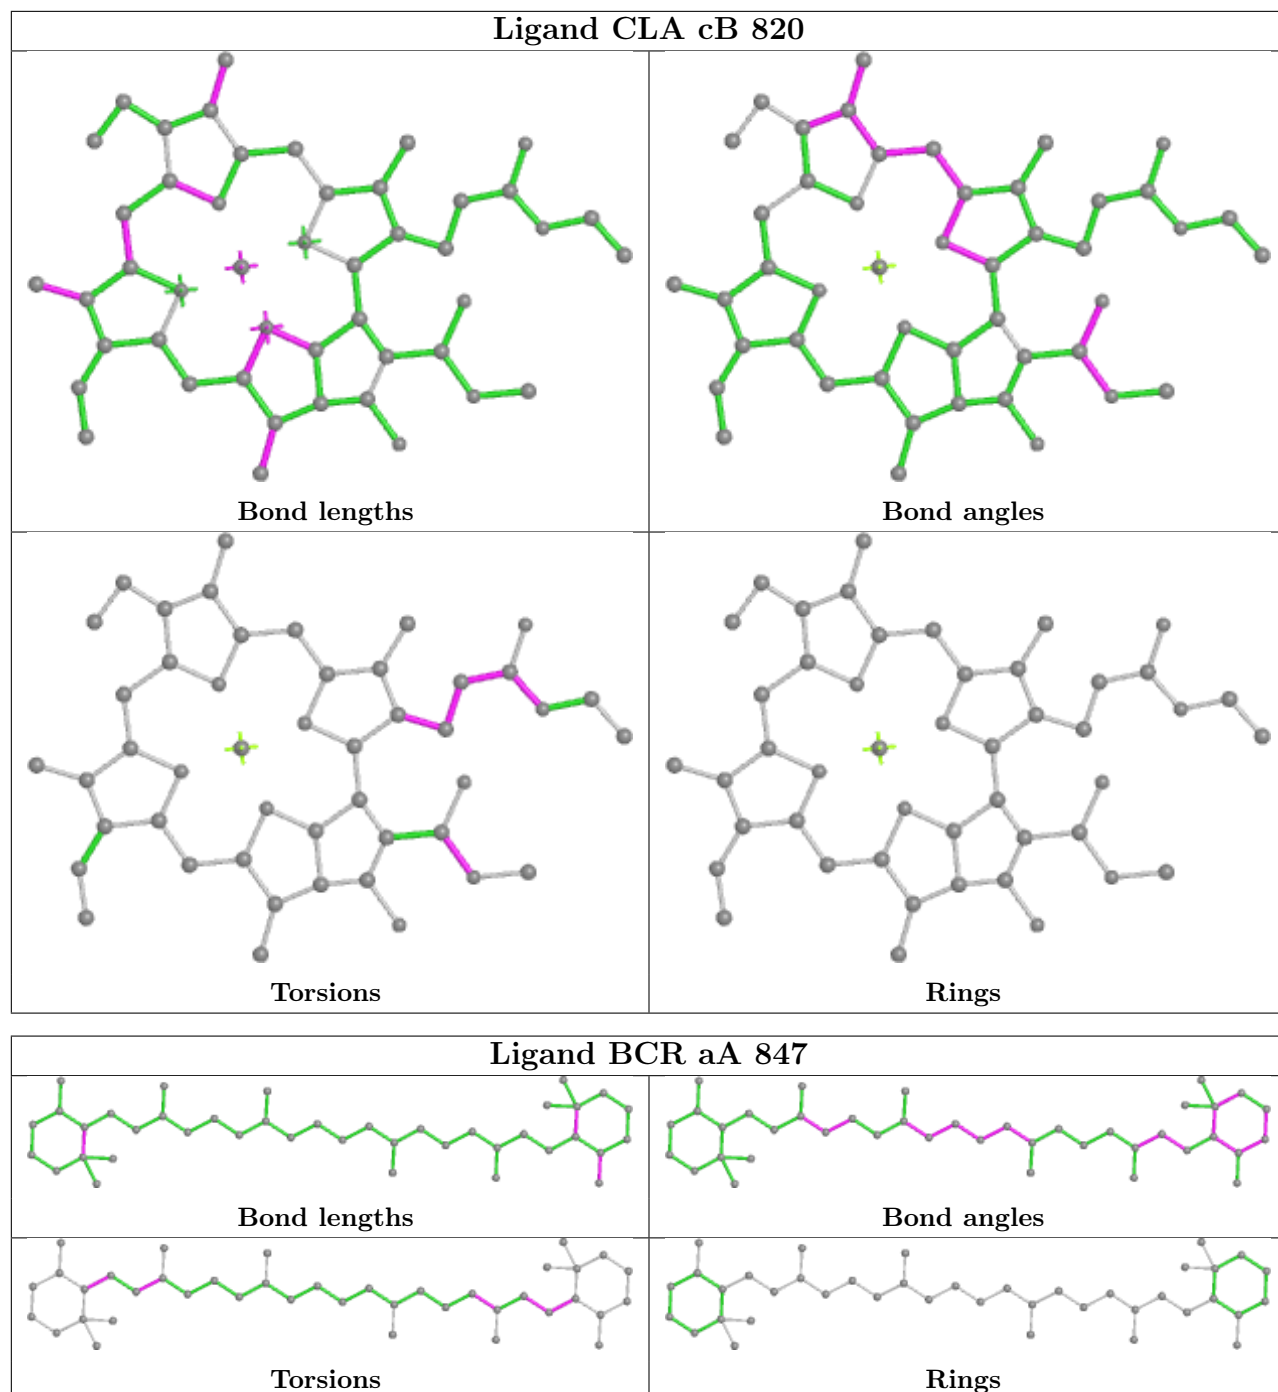 Ligand CLA cB 820
Bond lengths
Bond angles
Torsions
Rings
Ligand BCR aA 847
Bond lengths
Bond angles
Torsions
Rings